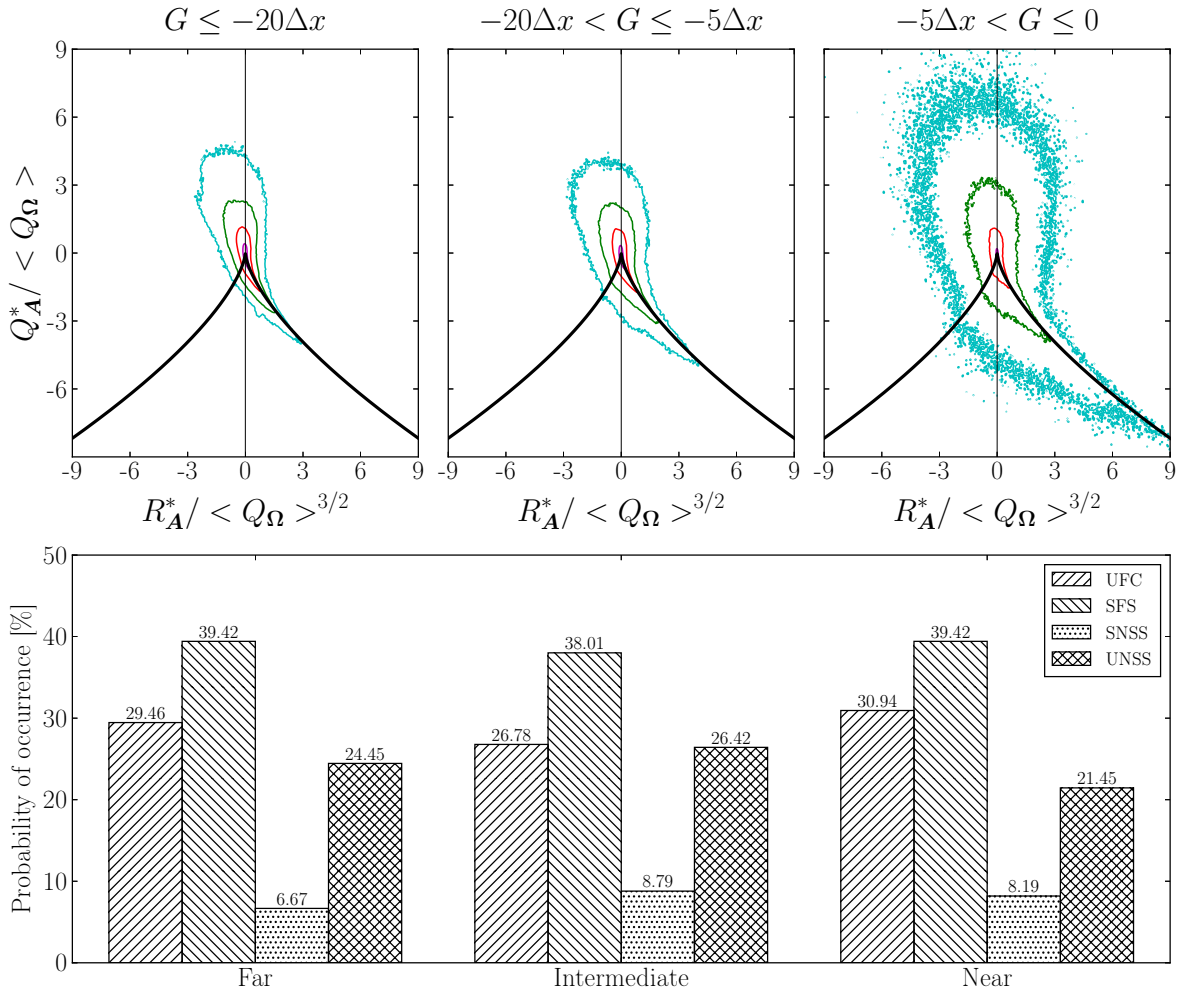 G ≤ −20Δx
−20Δx < G ≤ −5Δx
−5Δx < G ≤ 0
Q*_A / < Q_Ω >
9
6
3
0
-3
-6
-9 -6 -3 0 3 6 9
-9 -6 -3 0 3 6 9
-9 -6 -3 0 3 6 9
R*_A / < Q_Ω >^3/2
R*_A / < Q_Ω >^3/2
R*_A / < Q_Ω >^3/2
Probability of occurrence [%]
50
40
30
20
10
0
29.46
39.42
6.67
24.45
26.78
38.01
8.79
26.42
30.94
39.42
8.19
21.45
UFC
SFS
SNSS
UNSS
Far
Intermediate
Near